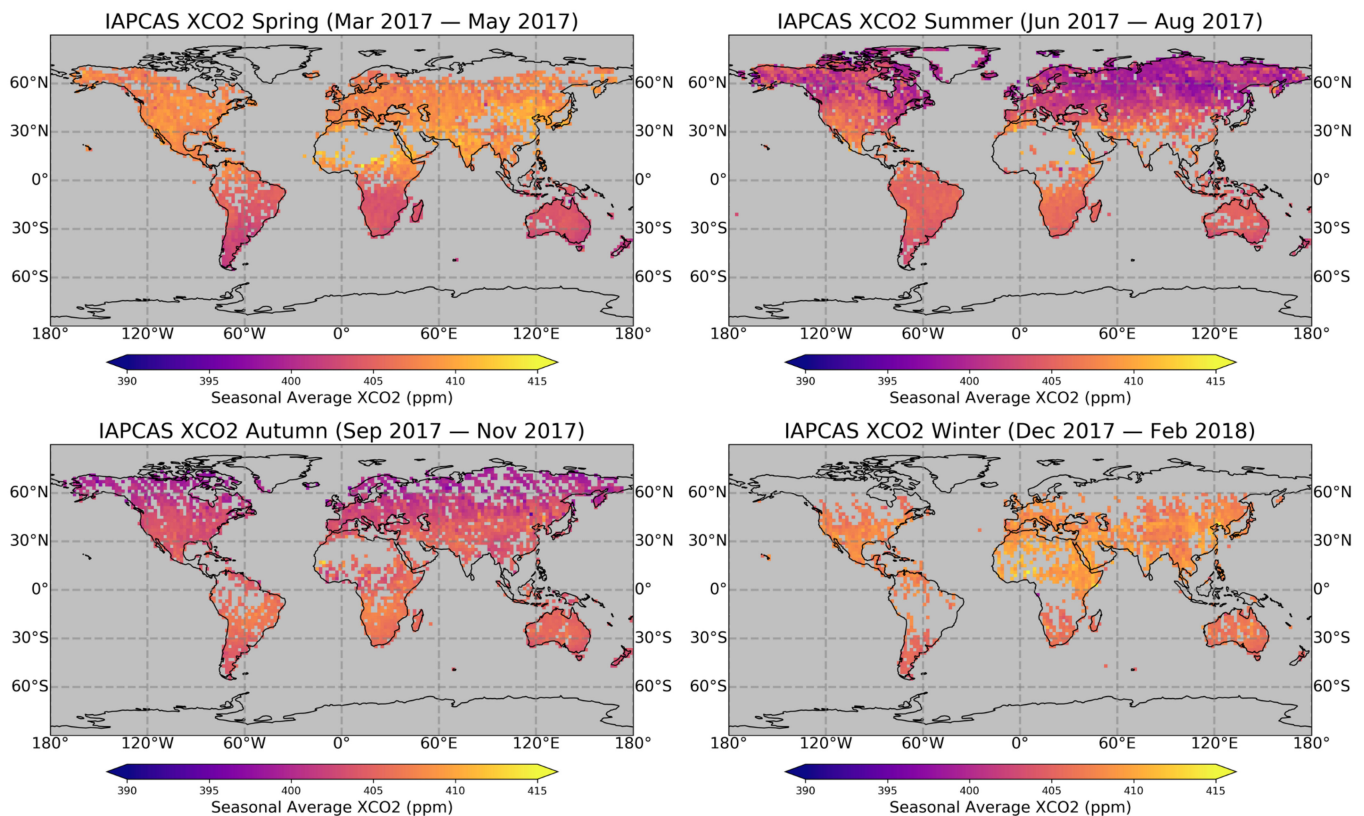 IAPCAS XCO2 Spring (Mar 2017 — May 2017)
60°N
30°N
0°
30°S
60°S
60°N
30°N
0°
30°S
60°S
180° 120°W 60°W 0° 60°E 120°E 180°
390 395 400 405 410 415
Seasonal Average XCO2 (ppm)
IAPCAS XCO2 Summer (Jun 2017 — Aug 2017)
60°N
30°N
0°
30°S
60°S
60°N
30°N
0°
30°S
60°S
180° 120°W 60°W 0° 60°E 120°E 180°
390 395 400 405 410 415
Seasonal Average XCO2 (ppm)
IAPCAS XCO2 Autumn (Sep 2017 — Nov 2017)
60°N
30°N
0°
30°S
60°S
60°N
30°N
0°
30°S
60°S
180° 120°W 60°W 0° 60°E 120°E 180°
390 395 400 405 410 415
Seasonal Average XCO2 (ppm)
IAPCAS XCO2 Winter (Dec 2017 — Feb 2018)
60°N
30°N
0°
30°S
60°S
60°N
30°N
0°
30°S
60°S
180° 120°W 60°W 0° 60°E 120°E 180°
390 395 400 405 410 415
Seasonal Average XCO2 (ppm)